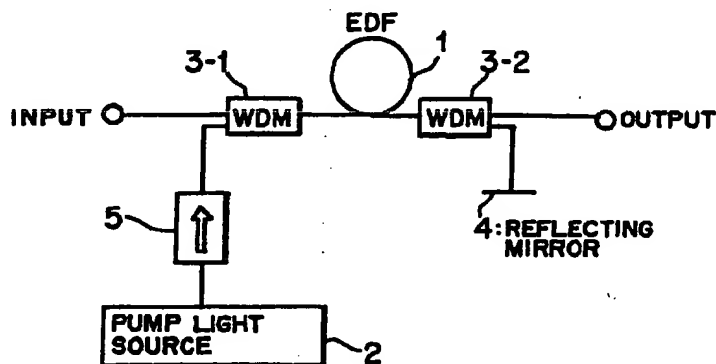 EDF
1
3-1
3-2
INPUT
WDM
WDM
OUTPUT
5
4:REFLECTING
MIRROR
PUMP LIGHT
SOURCE
2